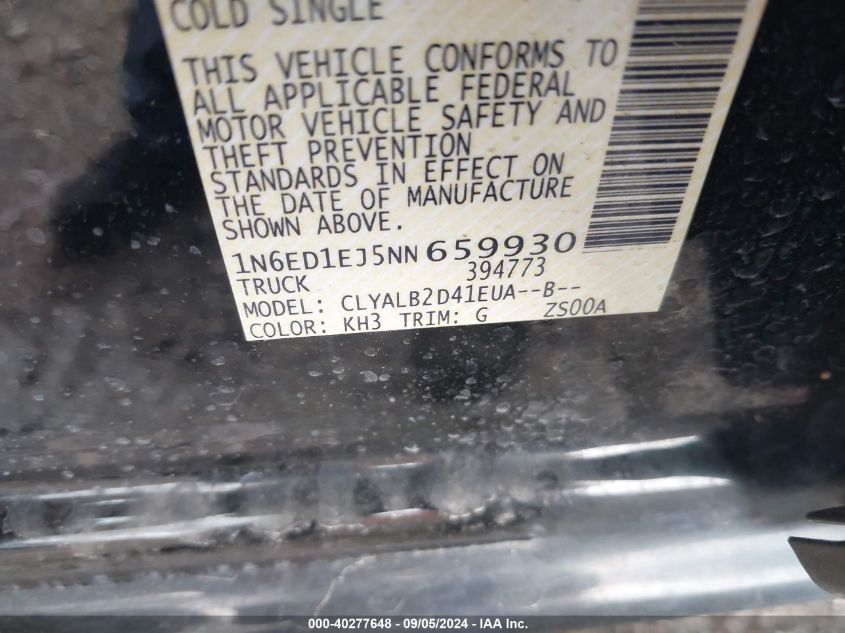 COLD SINGLE
THIS VEHICLE CONFORMS TO
ALL APPLICABLE FEDERAL
MOTOR VEHICLE SAFETY AND
THEFT PREVENTION
STANDARDS IN EFFECT ON
THE DATE OF MANUFACTURE
SHOWN ABOVE.
1N6ED1EJ5NN 659930
TRUCK 394773
MODEL: CLYALB2D41EUA--B--
COLOR: KH3 TRIM: G ZS00A
000-40277648 - 09/05/2024 - IAA Inc.